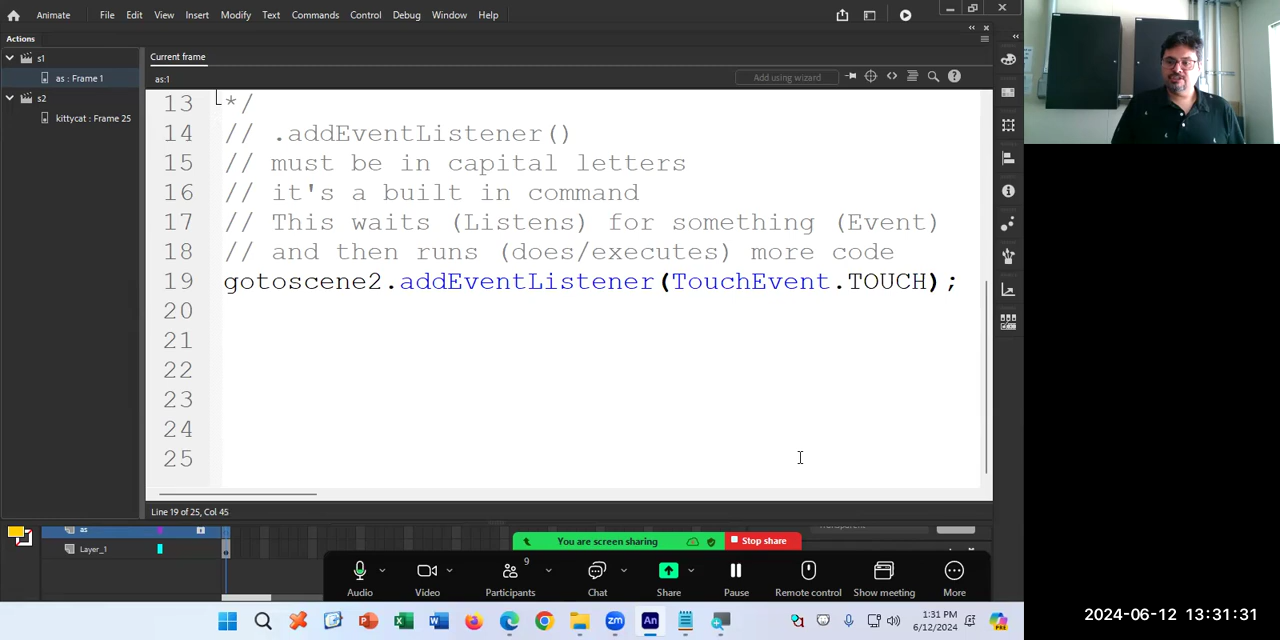 Animate File Edit View Insert Modify Text Commands Control Debug Window Help
Actions
s1
as : Frame 1
s2
kittycat : Frame 25
Current frame
as:1
Add using wizard
13 */
14 // .addEventListener()
15 // must be in capital letters
16 // it's a built in command
17 // This waits (Listens) for something (Event)
18 // and then runs (does/executes) more code
19 gotoscene2.addEventListener(TouchEvent.TOUCH);
20
21
22
23
24
25
Line 19 of 25, Col 45
as
Layer_1
You are screen sharing Stop share
9
Audio Video Participants Chat Share Pause Remote control Show meeting More
1:31 PM
6/12/2024
2024-06-12 13:31:31